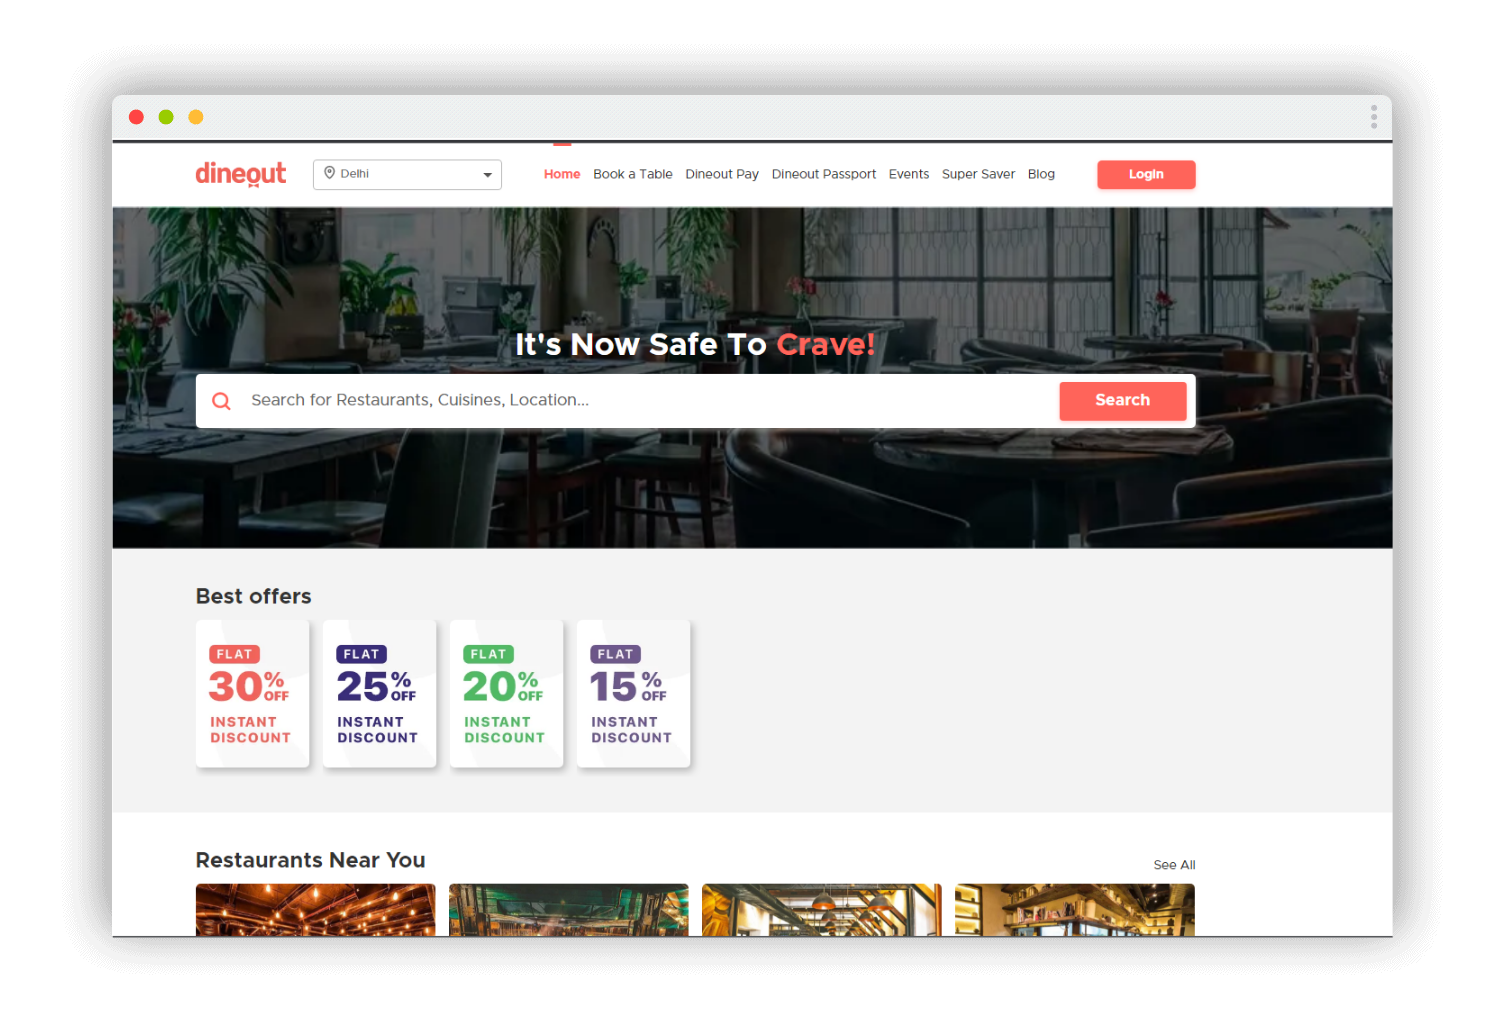 dineout
Delhi
Home Book a Table Dineout Pay Dineout Passport Events Super Saver Blog
Login
It's Now Safe To Crave!
Search for Restaurants, Cuisines, Location...
Search
Best offers
FLAT
30% OFF
INSTANT
DISCOUNT
FLAT
25% OFF
INSTANT
DISCOUNT
FLAT
20% OFF
INSTANT
DISCOUNT
FLAT
15% OFF
INSTANT
DISCOUNT
Restaurants Near You
See All